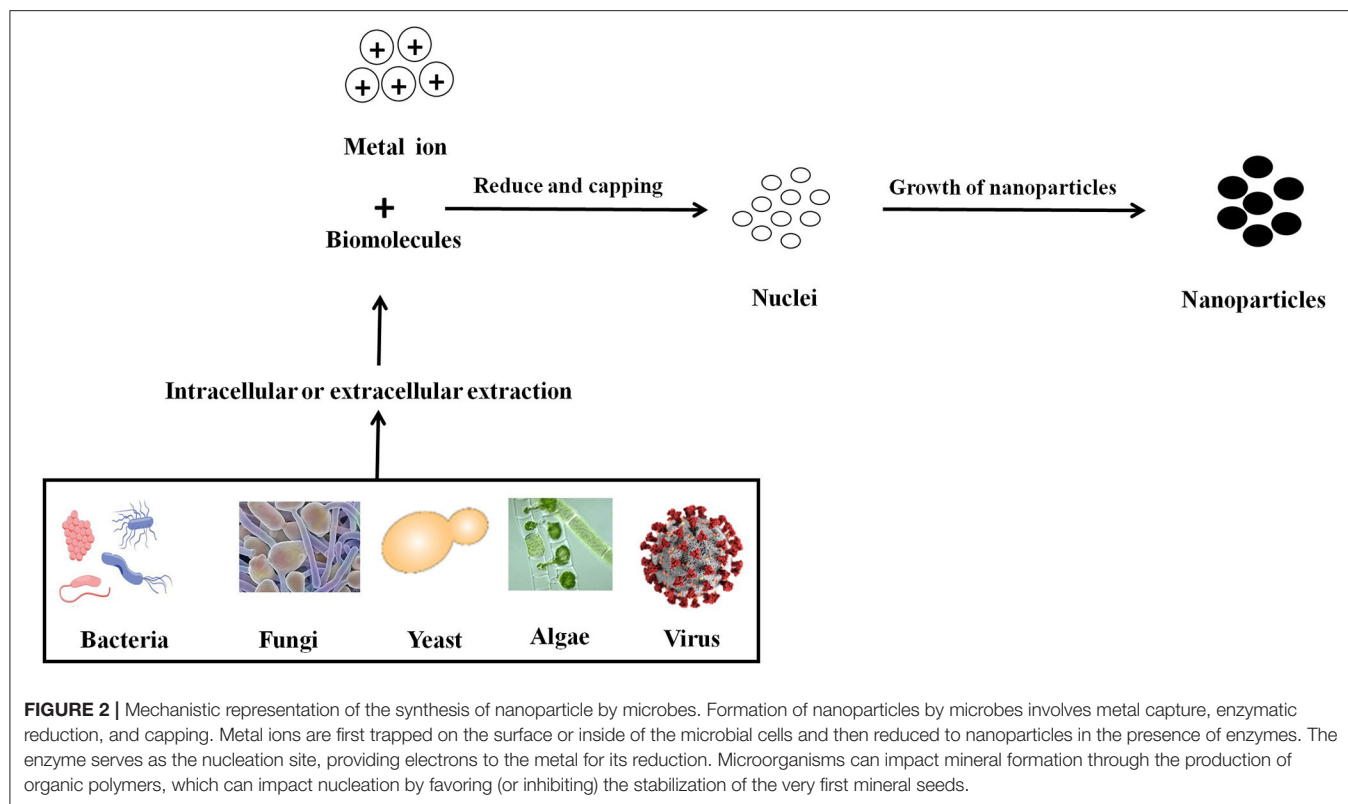 + +
+ + +
Metal ion
+
Biomolecules
Reduce and capping
Growth of nanoparticles
Nuclei
Nanoparticles
Intracellular or extracellular extraction
Bacteria
Fungi
Yeast
Algae
Virus
FIGURE 2 | Mechanistic representation of the synthesis of nanoparticle by microbes. Formation of nanoparticles by microbes involves metal capture, enzymatic
reduction, and capping. Metal ions are first trapped on the surface or inside of the microbial cells and then reduced to nanoparticles in the presence of enzymes. The
enzyme serves as the nucleation site, providing electrons to the metal for its reduction. Microorganisms can impact mineral formation through the production of
organic polymers, which can impact nucleation by favoring (or inhibiting) the stabilization of the very first mineral seeds.